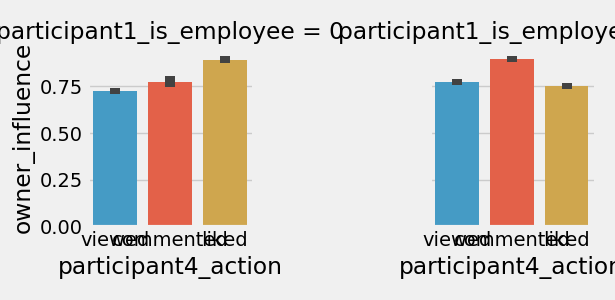 participant1_is_employee = 0
participant1_is_employe
owner_influence
0.75
0.50
0.25
0.00
viewed commented liked
viewed commented liked
participant4_action
participant4_action